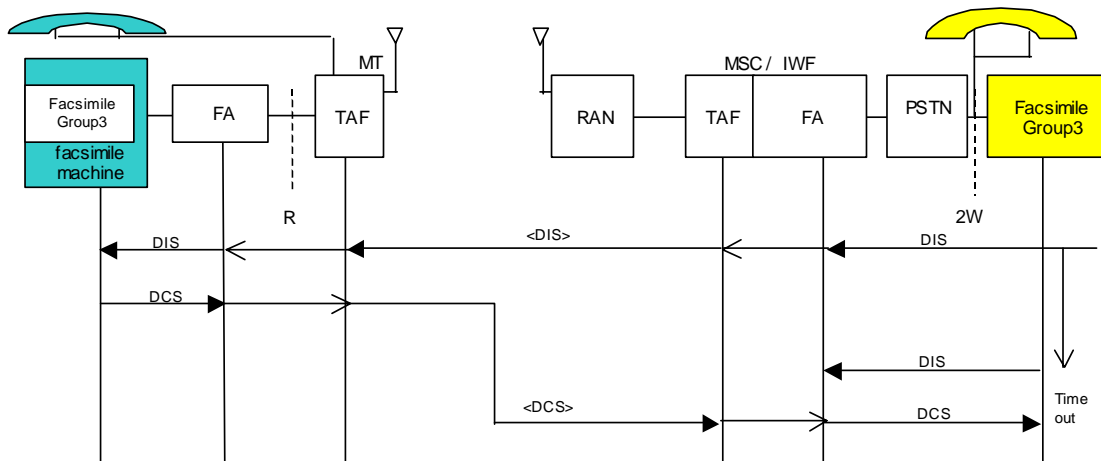 MT
MSC / IWF
Facsimile
Group3
facsimile
machine
FA
TAF
RAN
TAF
FA
PSTN
Facsimile
Group3
R
2W
DIS
<DIS>
DIS
DCS
DIS
<DCS>
DCS
Time
out